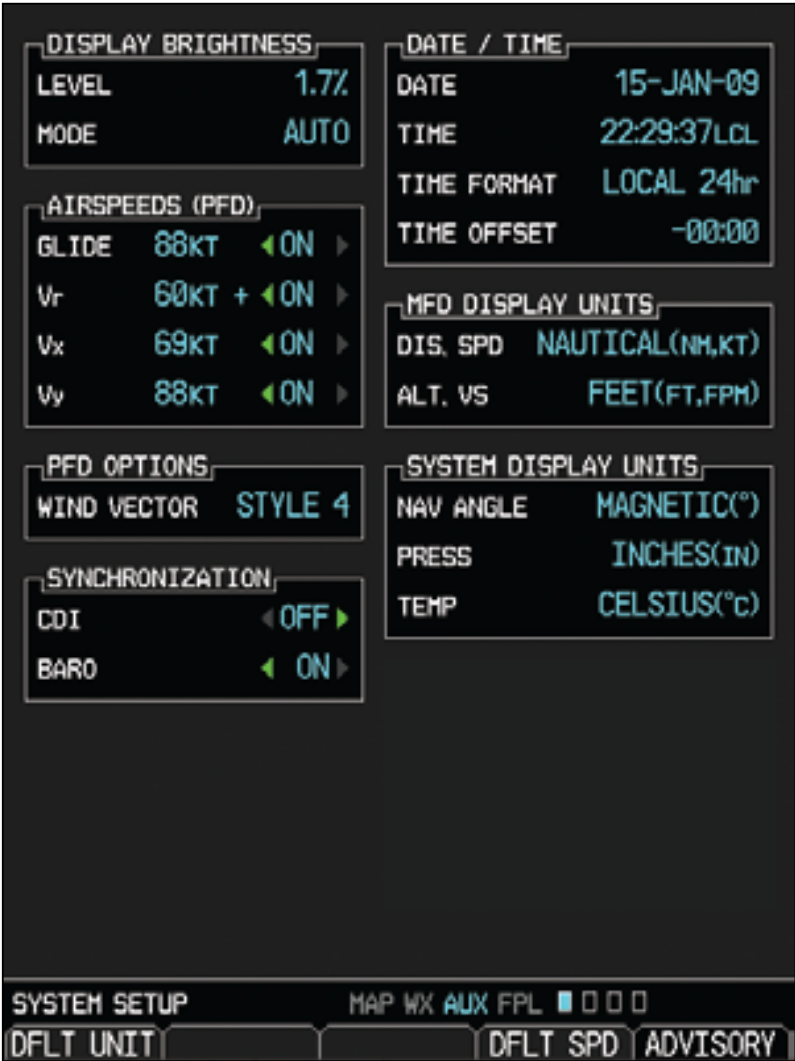 DISPLAY BRIGHTNESS
LEVEL 1.7%
MODE AUTO
AIRSPEEDS (PFD)
GLIDE 88KT ON
Vr 60KT + ON
Vx 69KT ON
Vy 88KT ON
PFD OPTIONS
WIND VECTOR STYLE 4
SYNCHRONIZATION
CDI OFF
BARO ON
DATE / TIME
DATE 15-JAN-09
TIME 22:29:37LCL
TIME FORMAT LOCAL 24hr
TIME OFFSET -00:00
MFD DISPLAY UNITS
DIS, SPD NAUTICAL(NM,KT)
ALT, VS FEET(FT,FPM)
SYSTEM DISPLAY UNITS
NAV ANGLE MAGNETIC(°)
PRESS INCHES(IN)
TEMP CELSIUS(°C)
SYSTEM SETUP MAP WX AUX FPL
DFLT UNIT DFLT SPD ADVISORY